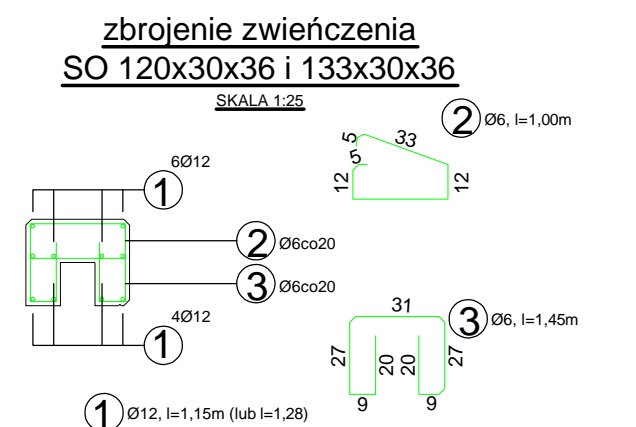 zbrojenie zwieńczenia
SO 120x30x36 i 133x30x36
SKALA 1:25
2 Ø6, l=1,00m
5
33
5
12
12
6Ø12
1
2 Ø6co20
3 Ø6co20
4Ø12
1
31
3 Ø6, l=1,45m
27
20
20
27
9
9
1 Ø12, l=1,15m (lub l=1,28)